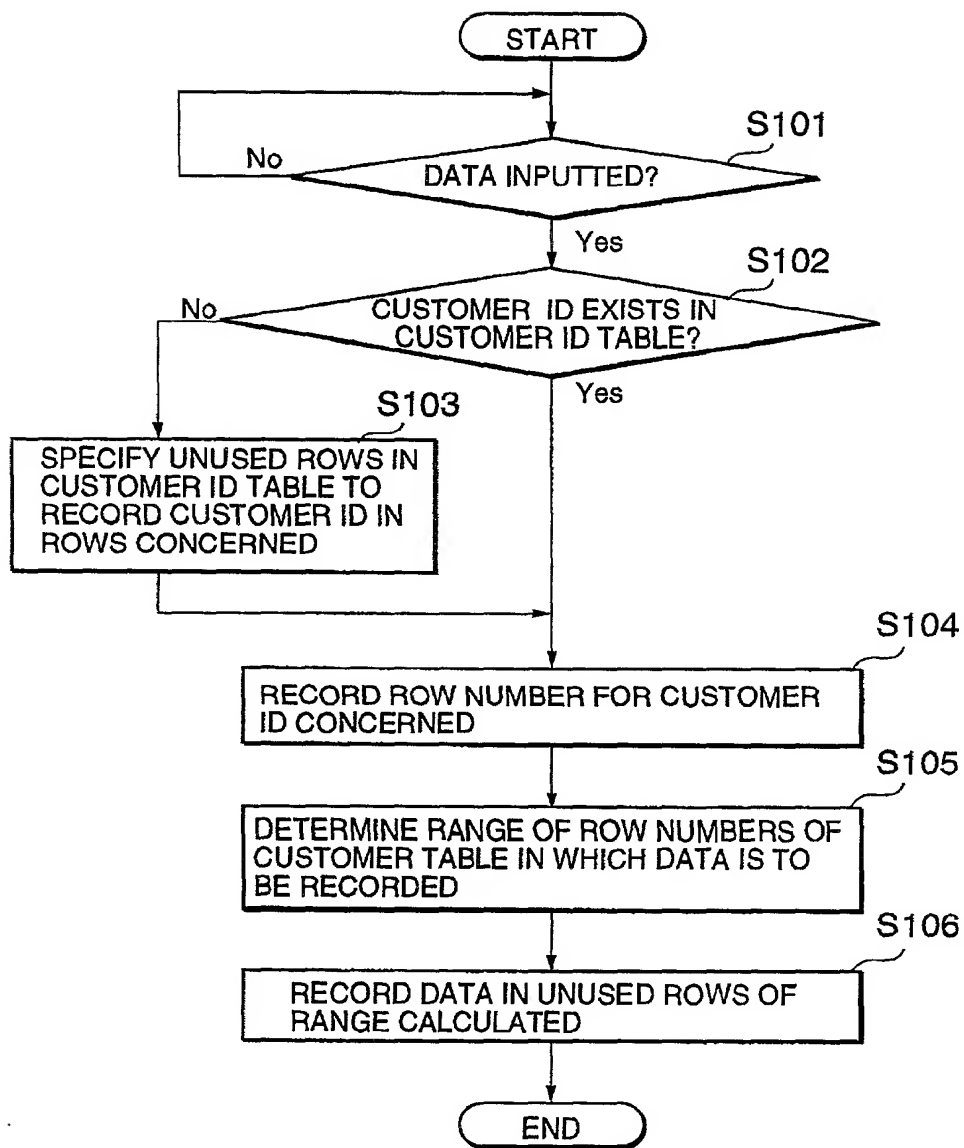 START
S101
No
DATA INPUTTED?
Yes
S102
No
CUSTOMER ID EXISTS IN
CUSTOMER ID TABLE?
Yes
S103
SPECIFY UNUSED ROWS IN
CUSTOMER ID TABLE TO
RECORD CUSTOMER ID IN
ROWS CONCERNED
S104
RECORD ROW NUMBER FOR CUSTOMER
ID CONCERNED
S105
DETERMINE RANGE OF ROW NUMBERS OF
CUSTOMER TABLE IN WHICH DATA IS TO
BE RECORDED
S106
RECORD DATA IN UNUSED ROWS OF
RANGE CALCULATED
END